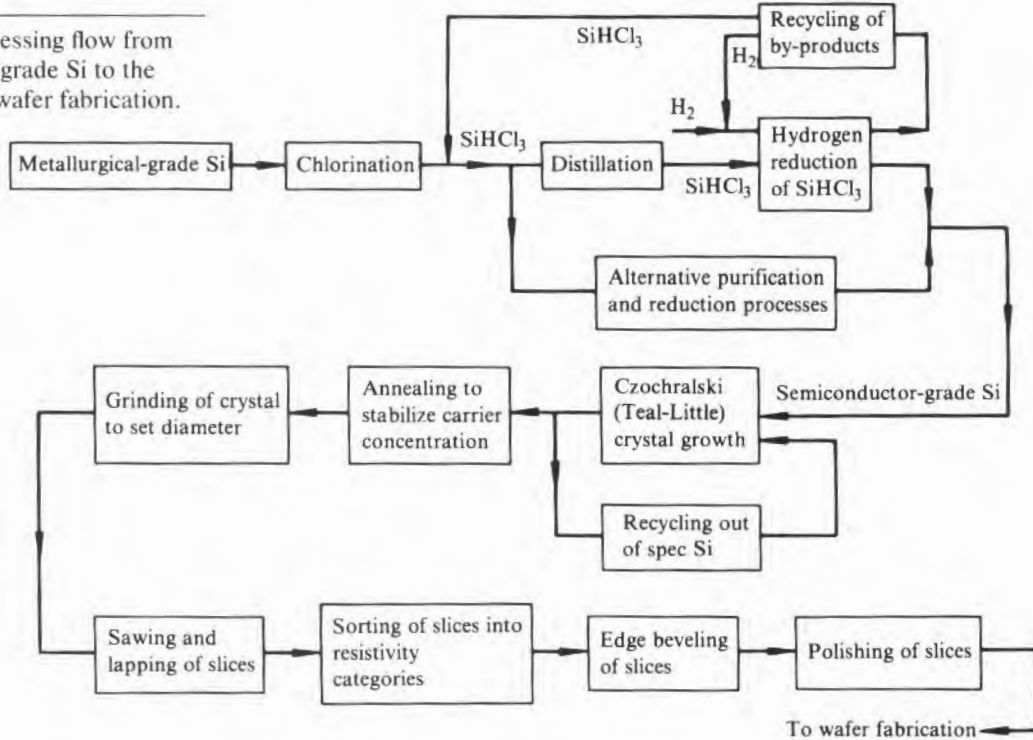 essing flow from
grade Si to the
wafer fabrication.
SiHCl₃
Recycling of
by-products
H₂
H₂
Metallurgical-grade Si
Chlorination
SiHCl₃
Distillation
SiHCl₃
Hydrogen
reduction
of SiHCl₃
Alternative purification
and reduction processes
Grinding of crystal
to set diameter
Annealing to
stabilize carrier
concentration
Czochralski
(Teal-Little)
crystal growth
Semiconductor-grade Si
Recycling out
of spec Si
Sawing and
lapping of slices
Sorting of slices into
resistivity
categories
Edge beveling
of slices
Polishing of slices
To wafer fabrication